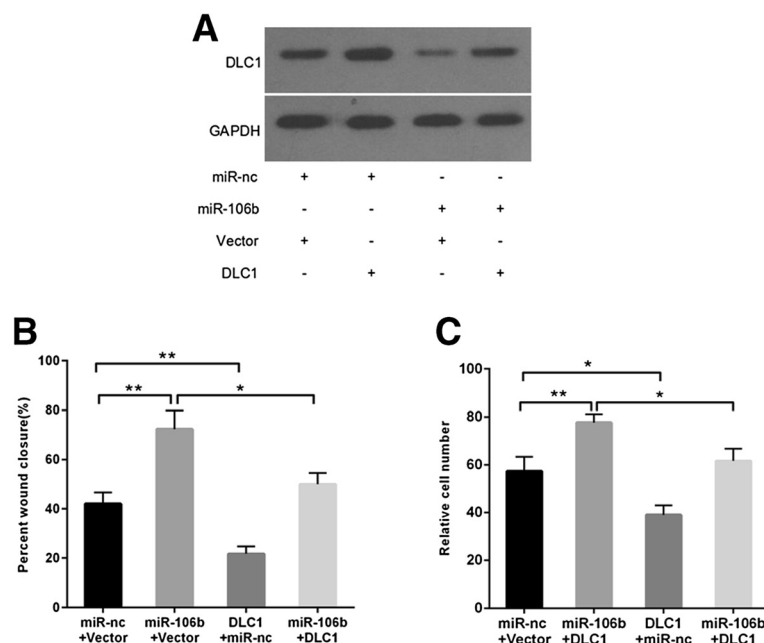 A
DLC1
GAPDH
miR-nc + + - -
miR-106b - - + +
Vector + - + -
DLC1 - + - +
B
Percent wound closure(%)
100
80
60
40
20
0
** ** *
miR-nc miR-106b DLC1 miR-106b
+Vector +Vector +miR-nc +DLC1
C
Relative cell number
100
80
60
40
20
0
* ** *
miR-nc miR-106b DLC1 miR-106b
+Vector +DLC1 +miR-nc +DLC1